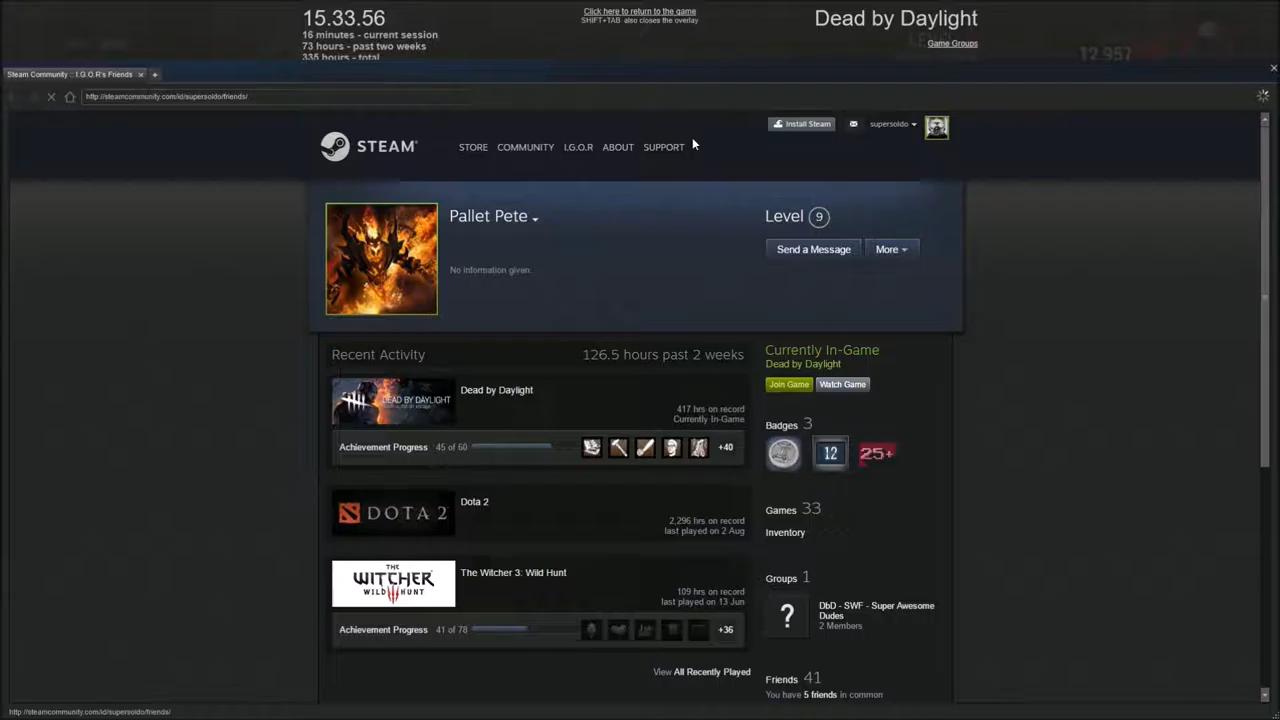 15.33.56
16 minutes - current session
73 hours - past two weeks
335 hours - total
Click here to return to the game
SHIFT+TAB also closes the overlay
Dead by Daylight
Game Groups
12.957
Steam Community :: I.G.O.R's Friends
http://steamcommunity.com/id/supersoldo/friends/
Install Steam
supersoldo
STEAM
STORE COMMUNITY I.G.O.R ABOUT SUPPORT
Pallet Pete
No information given.
Level 9
Send a Message
More
Recent Activity 126.5 hours past 2 weeks
DEAD BY DAYLIGHT
Dead by Daylight
417 hrs on record
Currently In-Game
Achievement Progress 45 of 60 +40
DOTA 2
Dota 2
2,296 hrs on record
last played on 2 Aug
THE WITCHER WILD HUNT
The Witcher 3: Wild Hunt
109 hrs on record
last played on 13 Jun
Achievement Progress 41 of 78 +36
View All Recently Played
Currently In-Game
Dead by Daylight
Join Game
Watch Game
Badges 3
12
25+
Games 33
Inventory
Groups 1
?
DbD - SWF - Super Awesome
Dudes
2 Members
Friends 41
You have 5 friends in common
http://steamcommunity.com/id/supersoldo/friends/